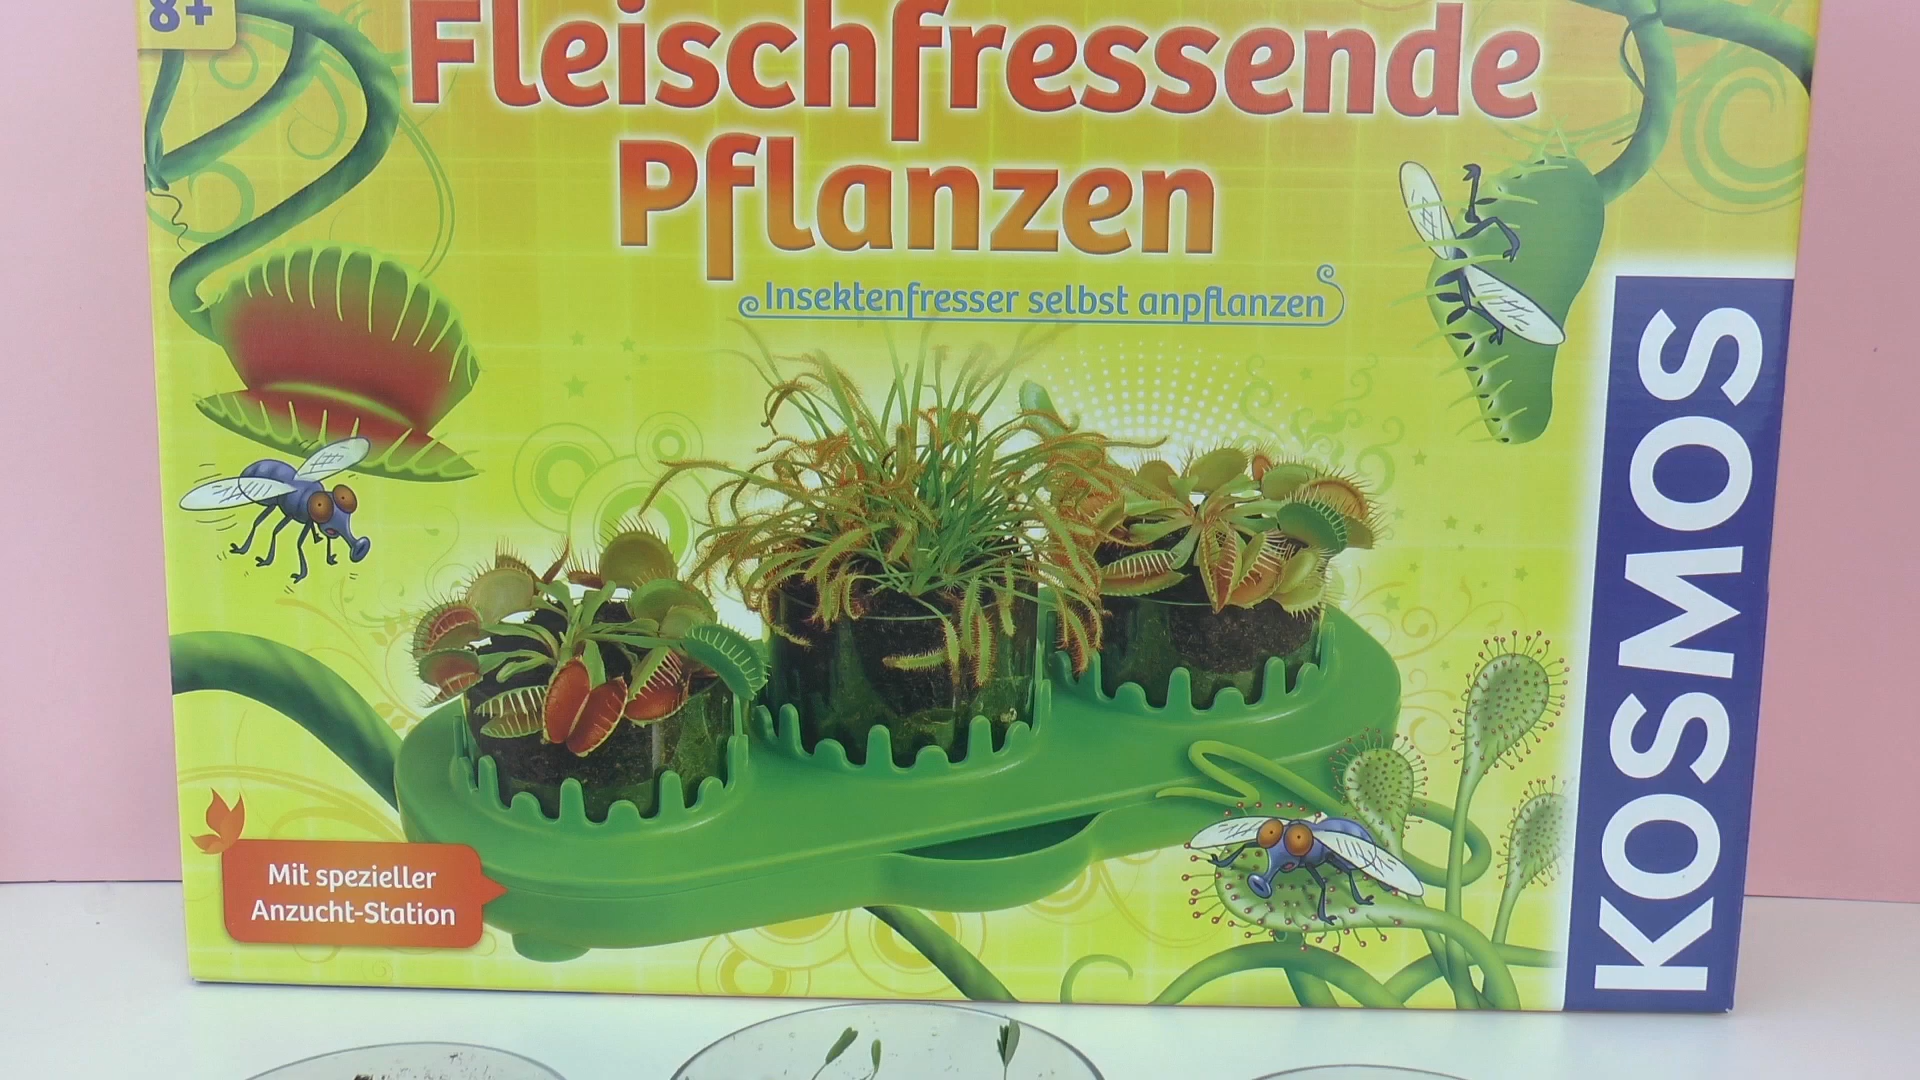 8+
Fleischfressende
Pflanzen
Insektenfresser selbst anpflanzen
KOSMOS
Mit spezieller
Anzucht-Station